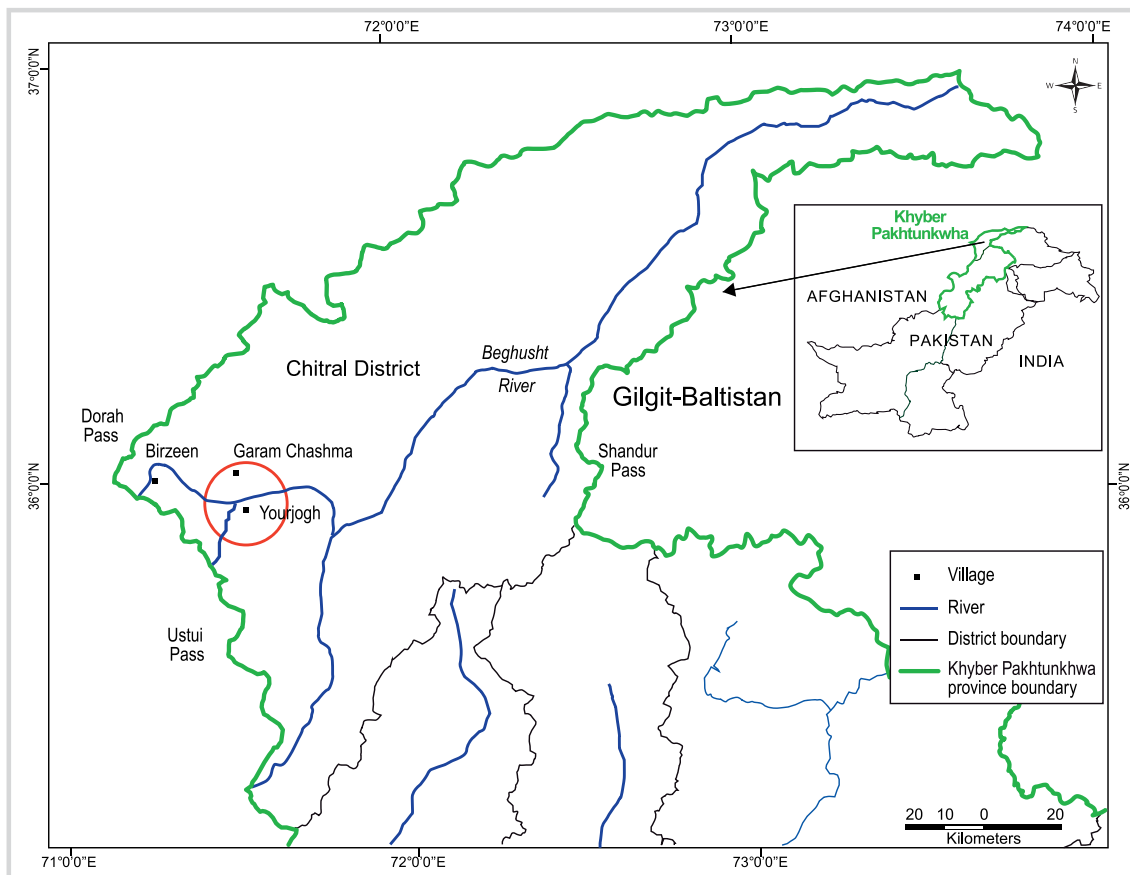 72°0'0"E
73°0'0"E
74°0'0"E
37°0'0"N
N
W
E
S
Khyber
Pakhtunkwha
AFGHANISTAN
PAKISTAN
INDIA
Beghusht
River
Chitral District
Gilgit-Baltistan
Dorah
Pass
Birzeen
Garam Chashma
Shandur
Pass
36°0'0"N
36°0'0"N
Yourjogh
Village
River
District boundary
Khyber Pakhtunkhwa
province boundary
Ustui
Pass
20 10 0 20
Kilometers
71°0'0"E
72°0'0"E
73°0'0"E